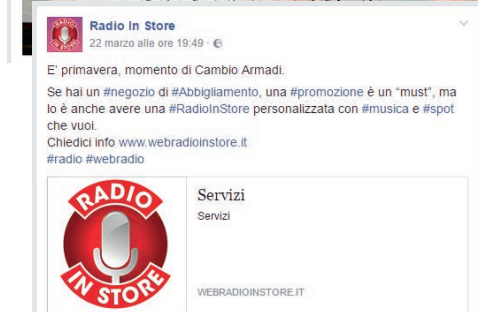 Radio In Store
22 marzo alle ore 19:49 ·
E' primavera, momento di Cambio Armadi.
Se hai un #negozio di #Abbigliamento, una #promozione è un "must", ma
lo è anche avere una #RadioInStore personalizzata con #musica e #spot
che vuoi.
Chiedici info www.webradioinstore.it
#radio #webradio
RADIO
IN STORE
Servizi
Servizi
WEBRADIOINSTORE.IT